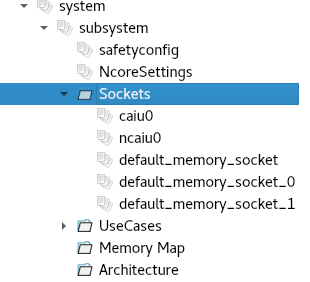 system
subsystem
safetyconfig
NcoreSettings
Sockets
caiu0
ncaiu0
default_memory_socket
default_memory_socket_0
default_memory_socket_1
UseCases
Memory Map
Architecture